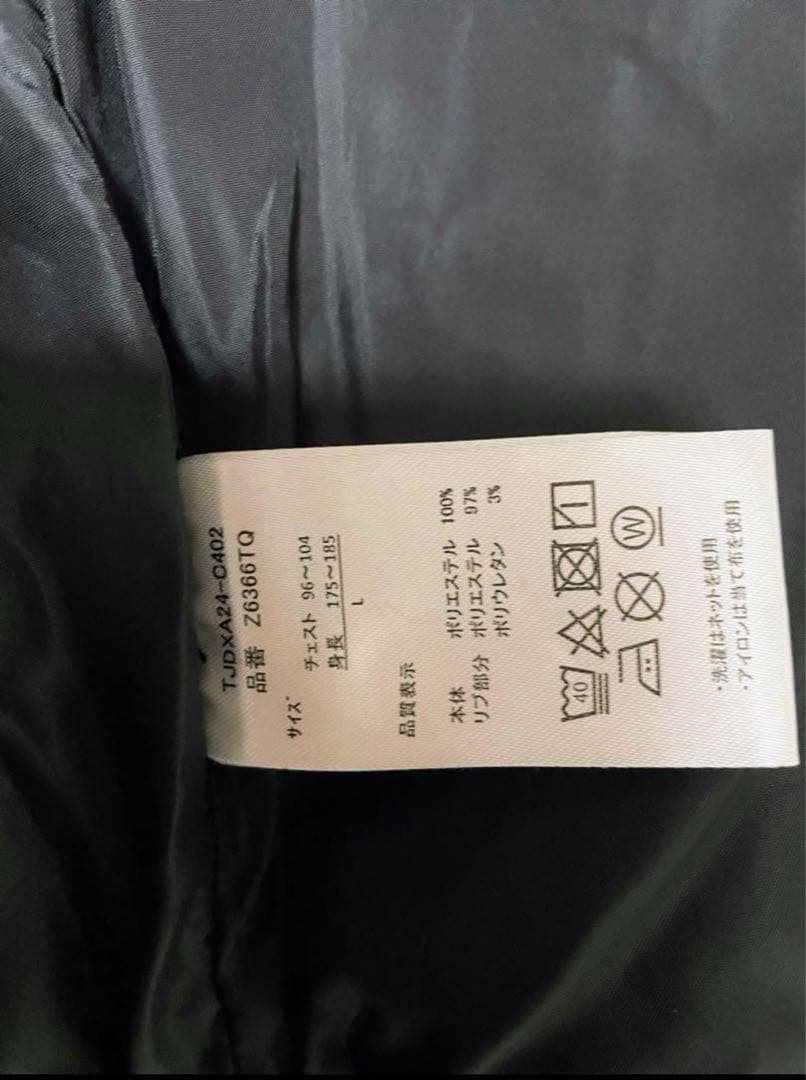 TJDXA24-C402
品番 Z6366TQ
サイズ
チェスト 96～104
身長 175～185
L
品質表示
本体 ポリエステル 100%
リブ部分 ポリエステル 97%
ポリウレタン 3%
40
W
・洗濯はネットを使用
・アイロンは当て布を使用